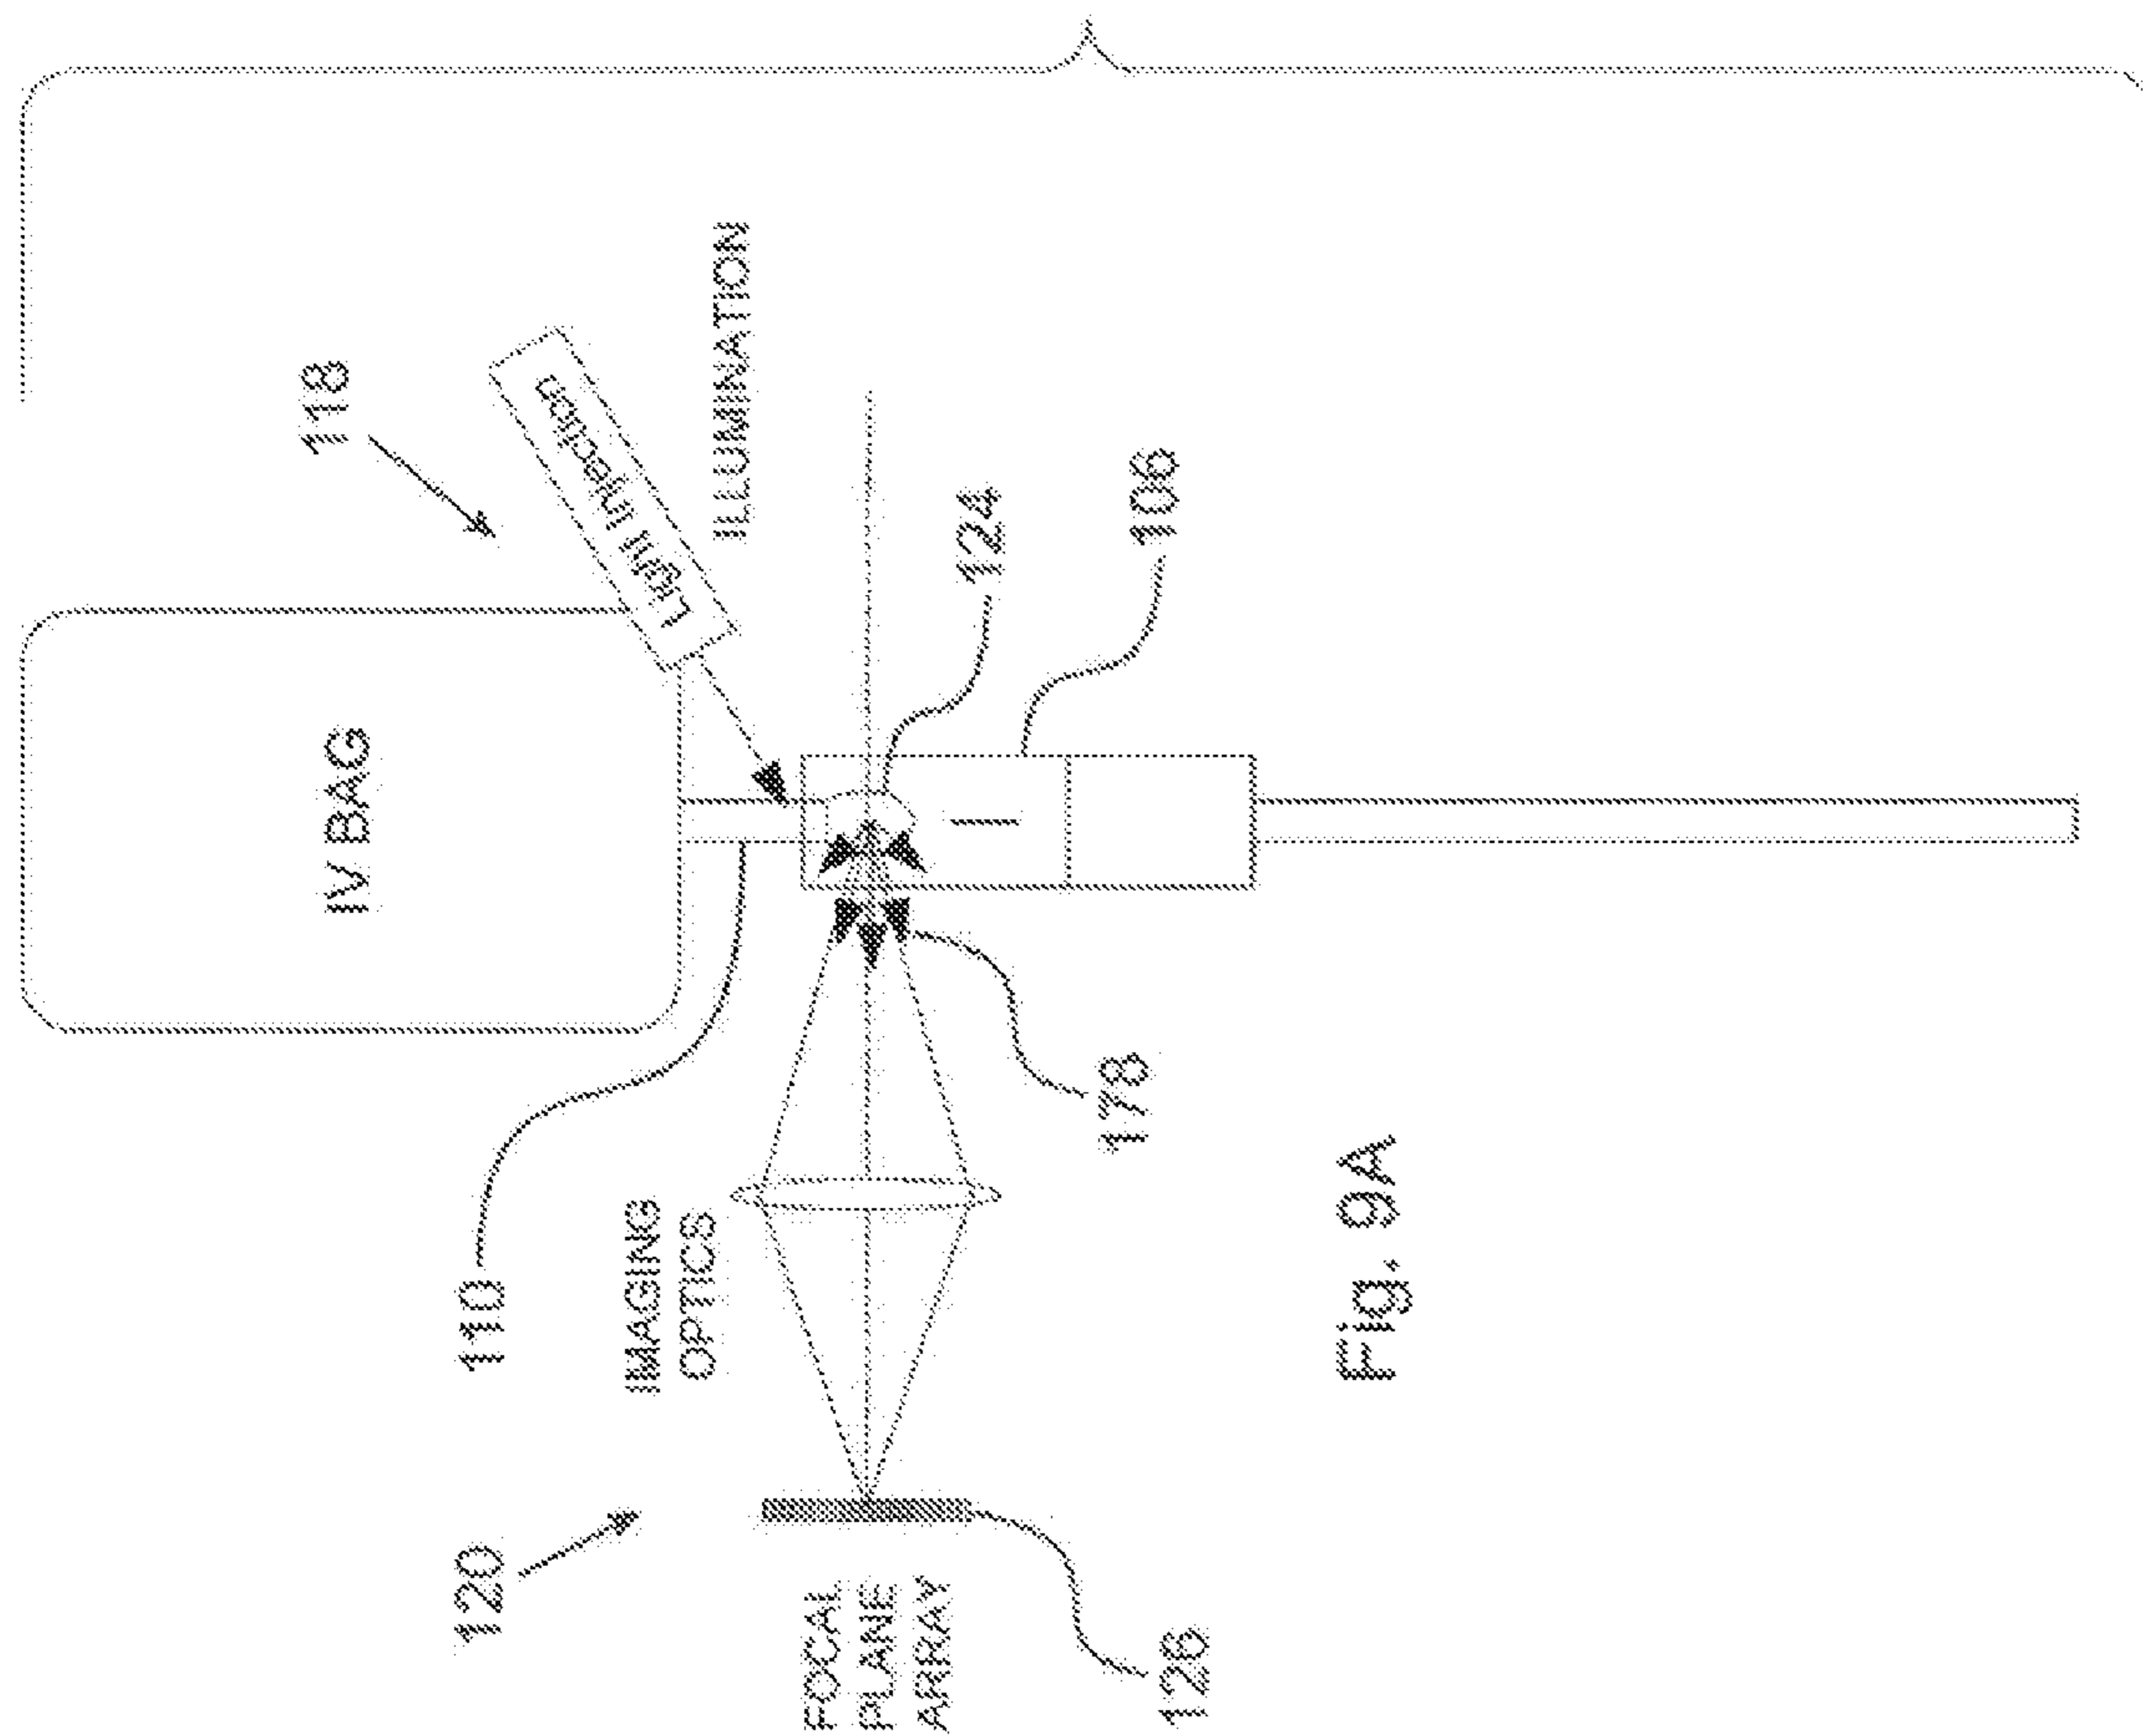 IV BAG
118
Light Injection
ILLUMINATION
124
106
110
178
IMAGING
OPTICS
120
FOCAL
PLANE
ARRAY
126
Fig. 9A